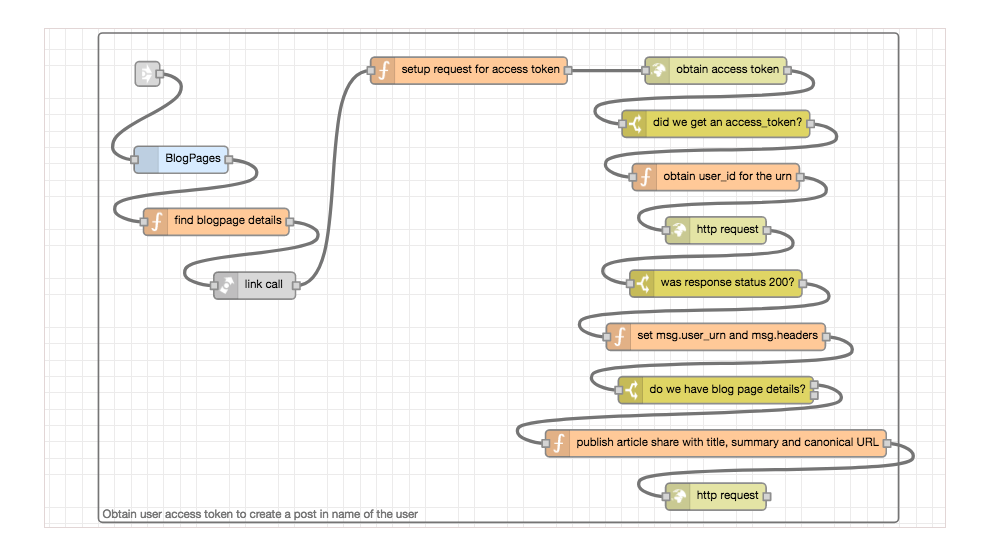 BlogPages
find blogpage details
link call
setup request for access token
obtain access token
did we get an access_token?
obtain user_id for the urn
http request
was response status 200?
set msg.user_urn and msg.headers
do we have blog page details?
publish article share with title, summary and canonical URL
http request
Obtain user access token to create a post in name of the user